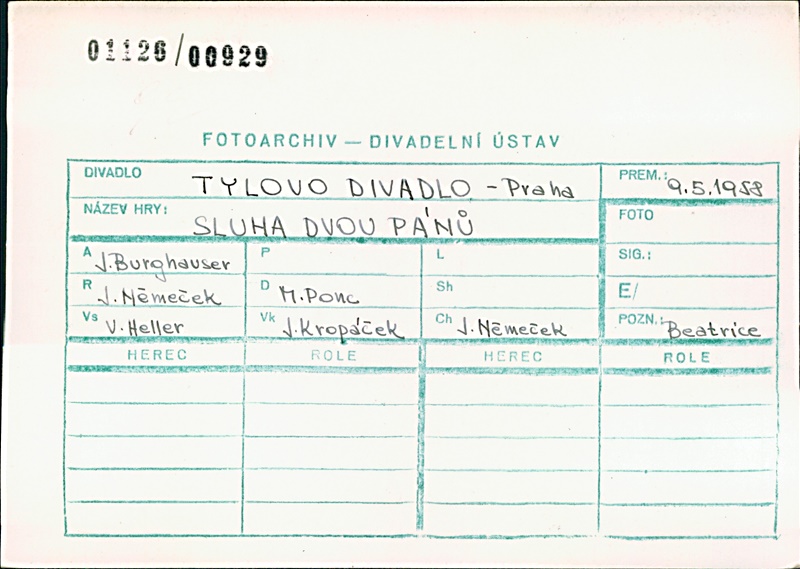 01126/00929
FOTOARCHIV — DIVADELNÍ ÚSTAV
DIVADLO TYLOVO DIVADLO - Praha PREM.: 9.5.1958
NÁZEV HRY: SLUHA DVOU PÁNŮ FOTO
A J. Burghauser P L SIG.:
R J. Němeček D M. Ponc Sh E/
Vs V. Heller Vk J. Kropáček Ch J. Němeček POZN.: Beatrice
HEREC ROLE HEREC ROLE